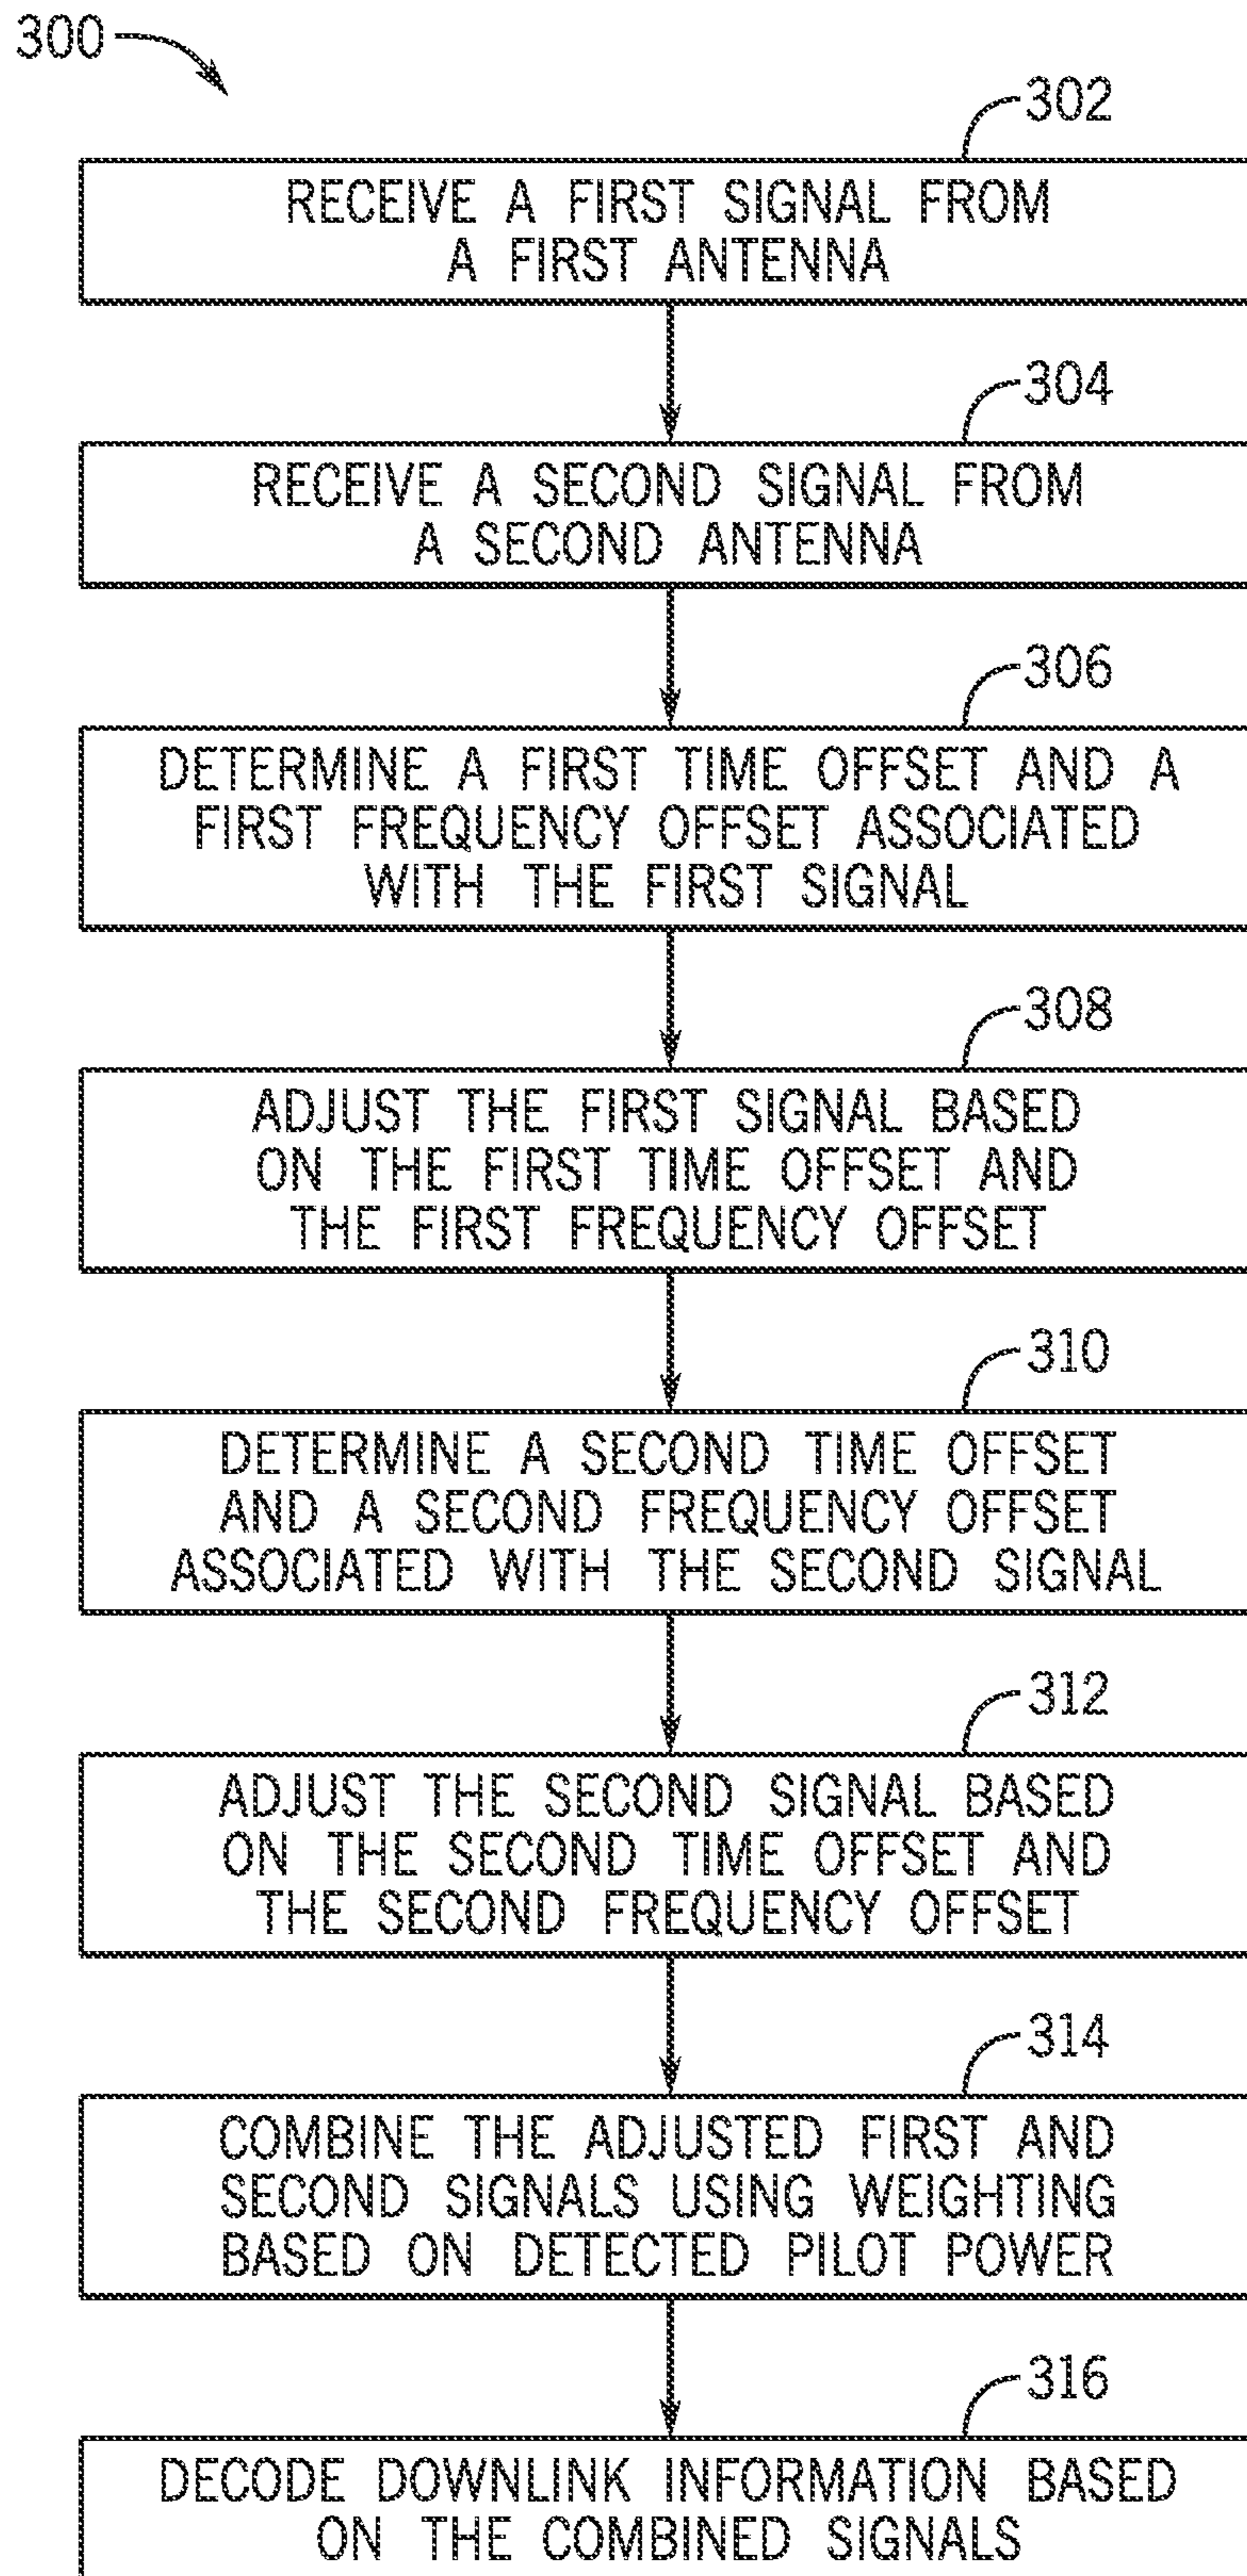 300
302
RECEIVE A FIRST SIGNAL FROM
A FIRST ANTENNA
304
RECEIVE A SECOND SIGNAL FROM
A SECOND ANTENNA
306
DETERMINE A FIRST TIME OFFSET AND A
FIRST FREQUENCY OFFSET ASSOCIATED
WITH THE FIRST SIGNAL
308
ADJUST THE FIRST SIGNAL BASED
ON THE FIRST TIME OFFSET AND
THE FIRST FREQUENCY OFFSET
310
DETERMINE A SECOND TIME OFFSET
AND A SECOND FREQUENCY OFFSET
ASSOCIATED WITH THE SECOND SIGNAL
312
ADJUST THE SECOND SIGNAL BASED
ON THE SECOND TIME OFFSET AND
THE SECOND FREQUENCY OFFSET
314
COMBINE THE ADJUSTED FIRST AND
SECOND SIGNALS USING WEIGHTING
BASED ON DETECTED PILOT POWER
316
DECODE DOWNLINK INFORMATION BASED
ON THE COMBINED SIGNALS